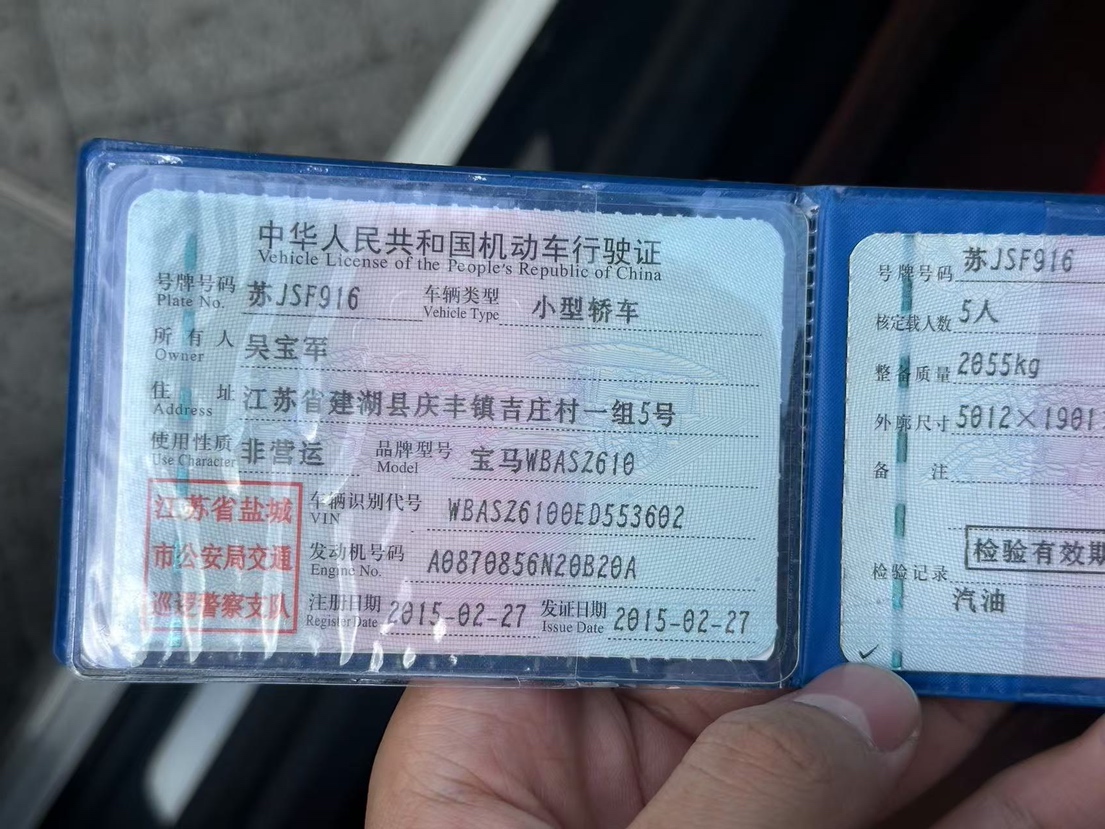 中华人民共和国机动车行驶证
Vehicle License of the People's Republic of China
号牌号码 苏JSF916 车辆类型 小型轿车
Plate No. Vehicle Type
所有人 吴宝军
Owner
住址 江苏省建湖县庆丰镇吉庄村一组5号
Address
使用性质 非营运 品牌型号 宝马WBASZ610
Use Character Model
江苏省盐城
市公安局交通
巡逻警察支队
车辆识别代号 WBASZ6100ED553602
VIN
发动机号码 A0870856N20B20A
Engine No.
注册日期 2015-02-27 发证日期 2015-02-27
Register Date Issue Date
号牌号码 苏JSF916
核定载人数 5人
整备质量 2055kg
外廓尺寸 5012×1901
备注
检验有效期
检验记录
汽油